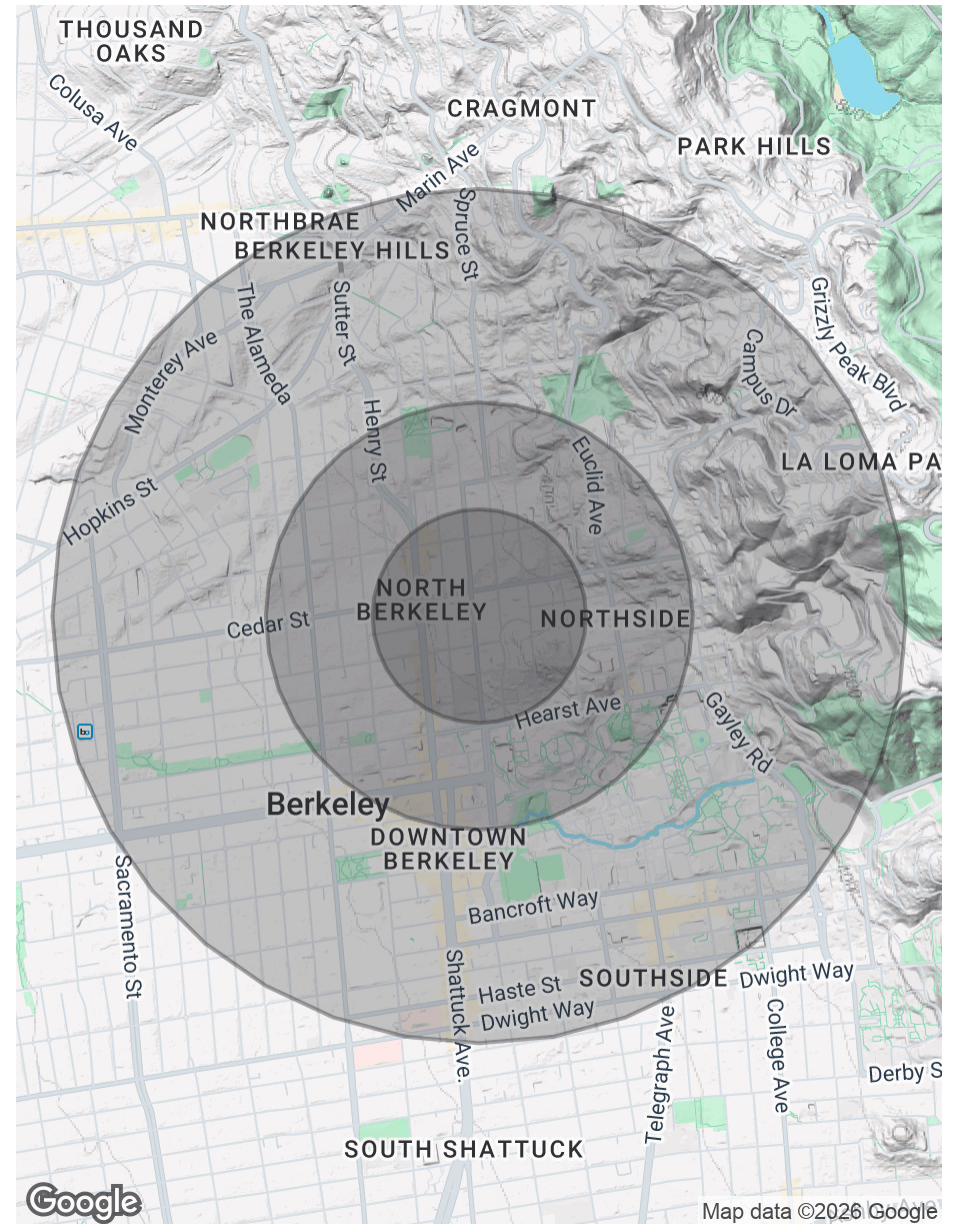 THOUSAND
OAKS
Colusa Ave
CRAGMONT
PARK HILLS
Marin Ave
Spruce St
NORTHBRAE
BERKELEY HILLS
The Alameda
Sutter St
Grizzly Peak Blvd
Monterey Ave
Campus Dr
Henry St
Euclid Ave
LA LOMA PA
Hopkins St
NORTH
BERKELEY
NORTHSIDE
Cedar St
Hearst Ave
Gayley Rd
Berkeley
DOWNTOWN
BERKELEY
Sacramento St
Bancroft Way
Shattuck Ave.
SOUTHSIDE
Dwight Way
Haste St
Dwight Way
Telegraph Ave
College Ave
Derby S
SOUTH SHATTUCK
Google
Map data ©2026 Google